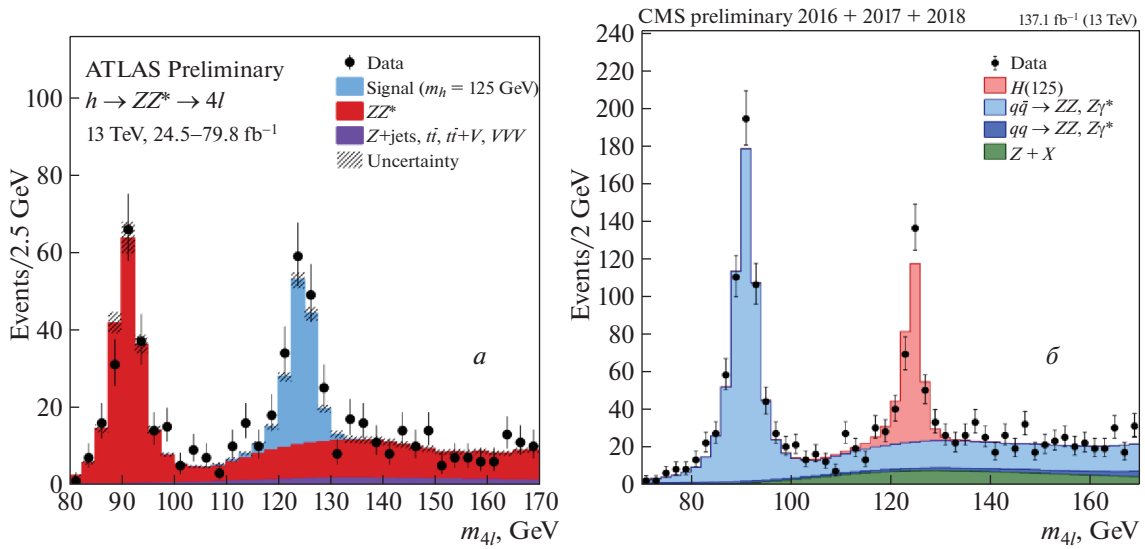 ATLAS Preliminary
h → ZZ* → 4l
13 TeV, 24.5–79.8 fb⁻¹
Data
Signal (m_h = 125 GeV)
ZZ*
Z+jets, tt̄, tt̄+V, VVV
Uncertainty
Events/2.5 GeV
100
80
60
40
20
0
a
80 90 100 110 120 130 140 150 160 170
m_4l, GeV
CMS preliminary 2016 + 2017 + 2018
137.1 fb⁻¹ (13 TeV)
Data
H(125)
qq̄ → ZZ, Zγ*
qq → ZZ, Zγ*
Z + X
Events/2 GeV
240
220
200
180
160
140
120
100
80
60
40
20
0
б
80 100 120 140 160
m_4l, GeV